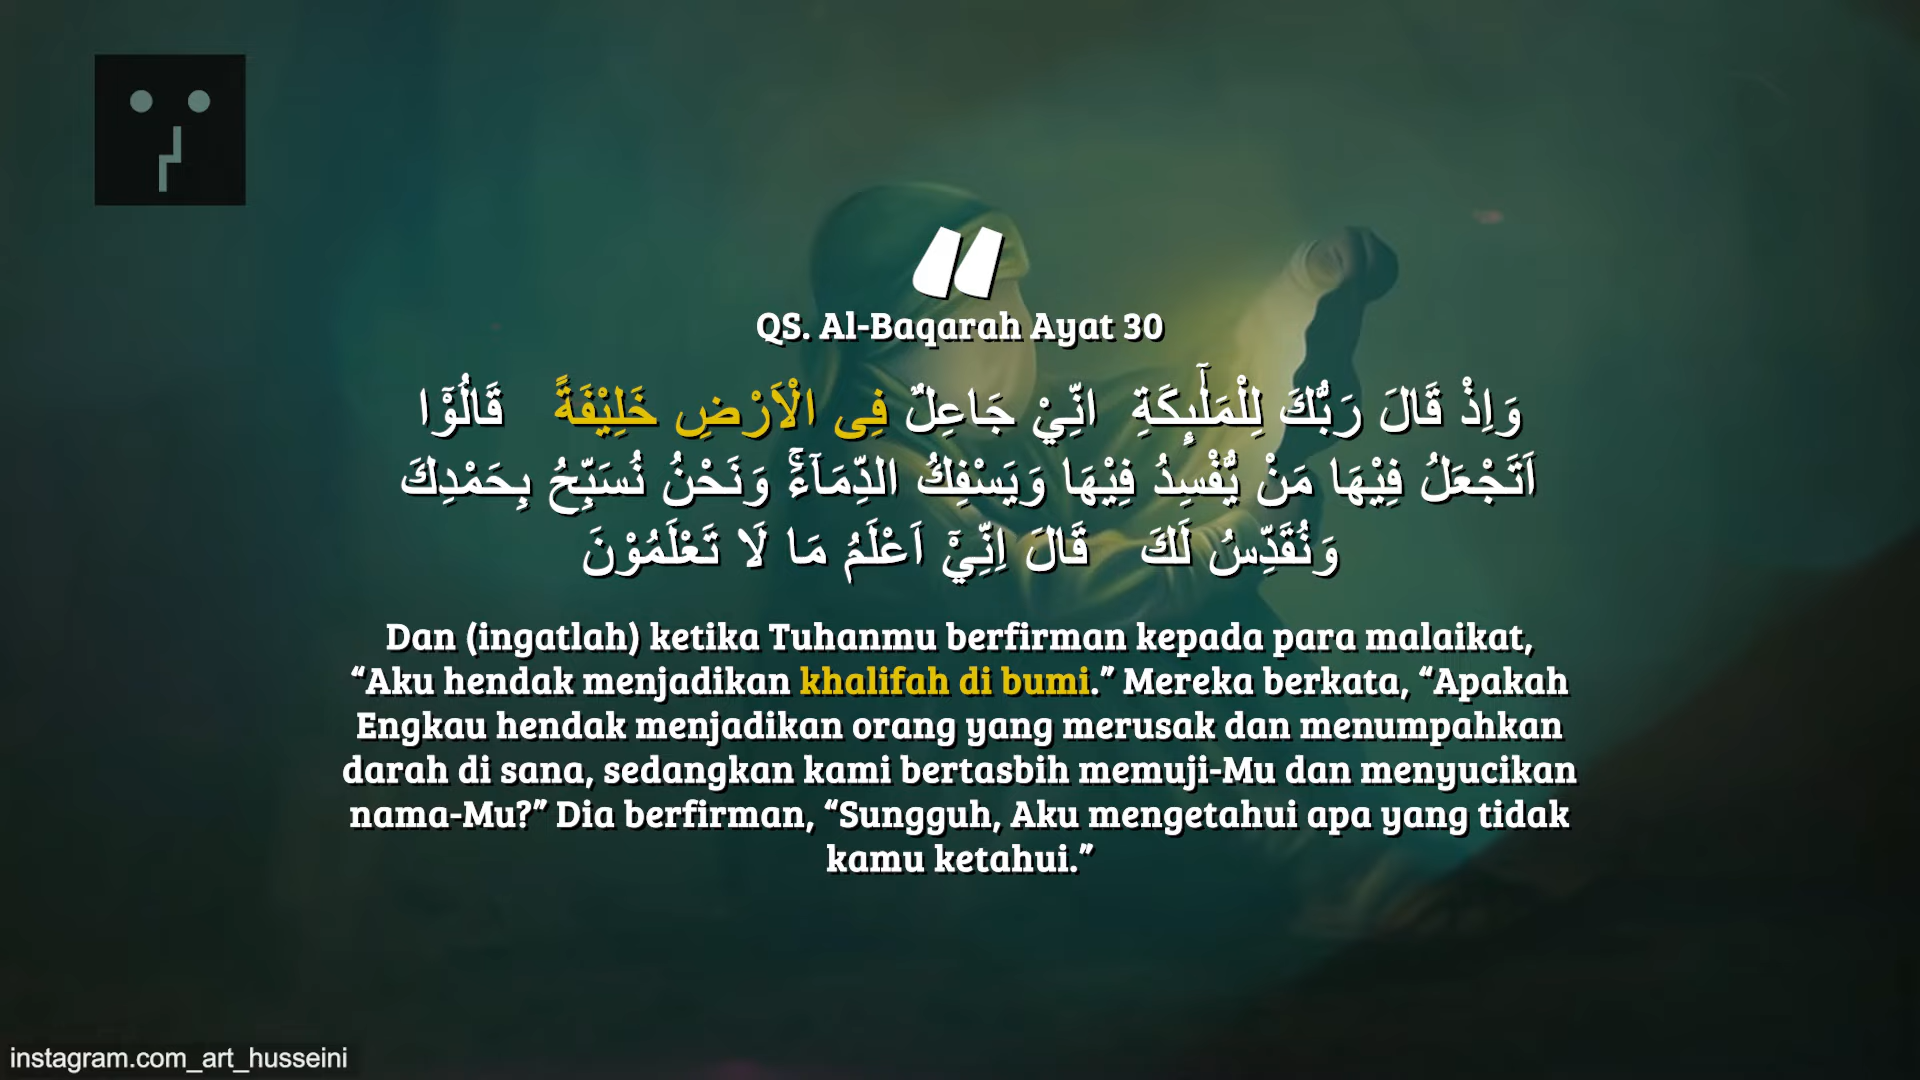 QS. Al-Baqarah Ayat 30
وَاِذْ قَالَ رَبُّكَ لِلْمَلٰۤىِٕكَةِ انِّيْ جَاعِلٌ فِى الْاَرْضِ خَلِيْفَةً قَالُوْٓا
اَتَجْعَلُ فِيْهَا مَنْ يُّفْسِدُ فِيْهَا وَيَسْفِكُ الدِّمَاۤءَۚ وَنَحْنُ نُسَبِّحُ بِحَمْدِكَ
وَنُقَدِّسُ لَكَ قَالَ اِنِّيْٓ اَعْلَمُ مَا لَا تَعْلَمُوْنَ
Dan (ingatlah) ketika Tuhanmu berfirman kepada para malaikat,
“Aku hendak menjadikan khalifah di bumi.” Mereka berkata, “Apakah
Engkau hendak menjadikan orang yang merusak dan menumpahkan
darah di sana, sedangkan kami bertasbih memuji-Mu dan menyucikan
nama-Mu?” Dia berfirman, “Sungguh, Aku mengetahui apa yang tidak
kamu ketahui.”
instagram.com_art_husseini